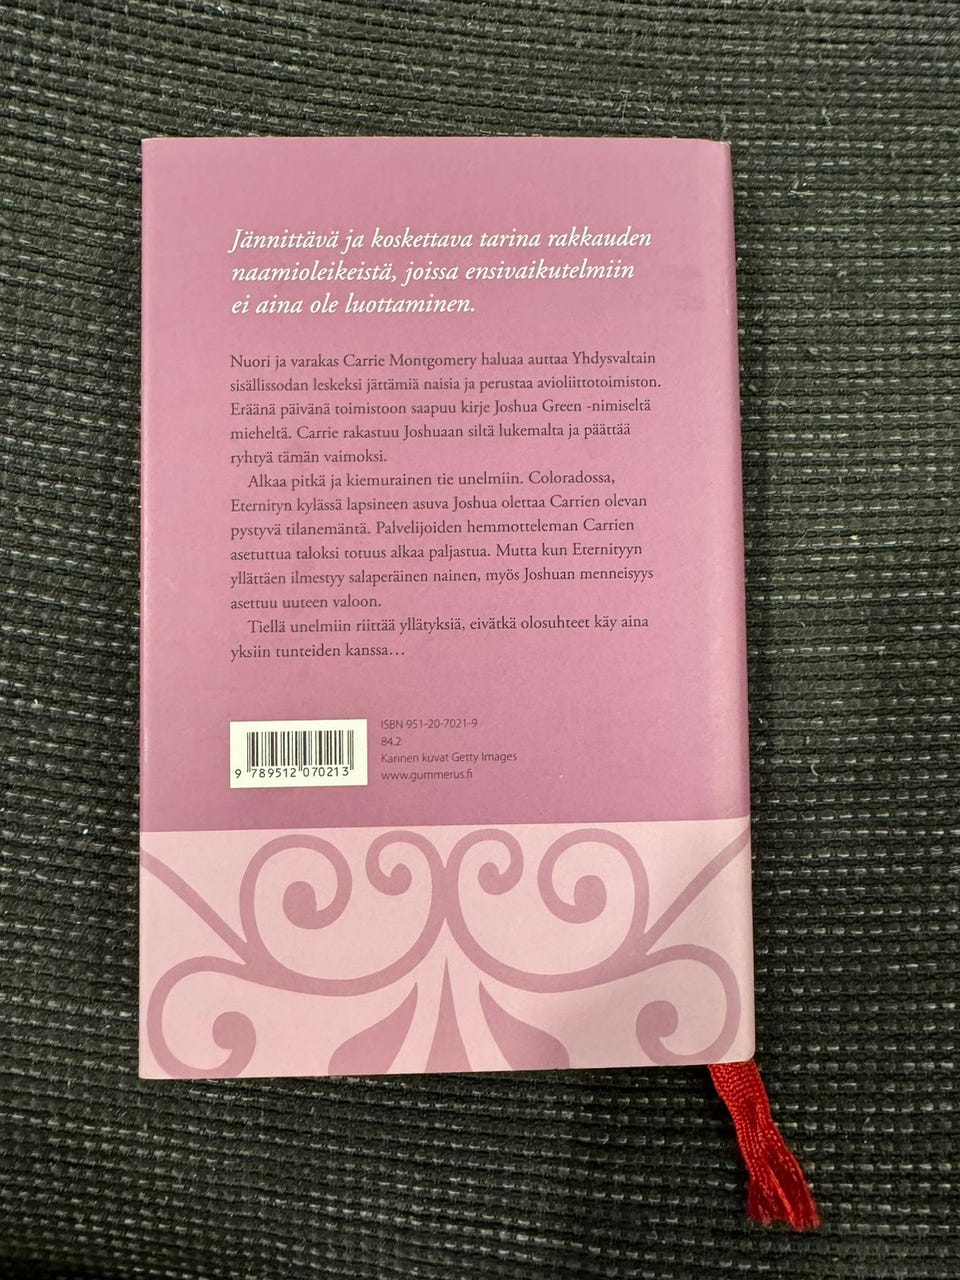 Jännittävä ja koskettava tarina rakkauden
naamioleikeistä, joissa ensivaikutelmiin
ei aina ole luottaminen.
Nuori ja varakas Carrie Montgomery haluaa auttaa Yhdysvaltain
sisällissodan leskeksi jättämiä naisia ja perustaa avioliittotoimiston.
Eräänä päivänä toimistoon saapuu kirje Joshua Green -nimiseltä
mieheltä. Carrie rakastuu Joshuaan siltä lukemalta ja päättää
ryhtyä tämän vaimoksi.
Alkaa pitkä ja kiemurainen tie unelmiin. Coloradossa,
Eternityn kylässä lapsineen asuva Joshua olettaa Carrien olevan
pystyvä tilanemäntä. Palvelijoiden hemmotteleman Carrien
asetuttua taloksi totuus alkaa paljastua. Mutta kun Eternityyn
yllättäen ilmestyy salaperäinen nainen, myös Joshuan menneisyys
asettuu uuteen valoon.
Tiellä unelmiin riittää yllätyksiä, eivätkä olosuhteet käy aina
yksiin tunteiden kanssa...
ISBN 951-20-7021-9
84.2
Kannen kuvat Getty Images
www.gummerus.fi
9 789512 070213